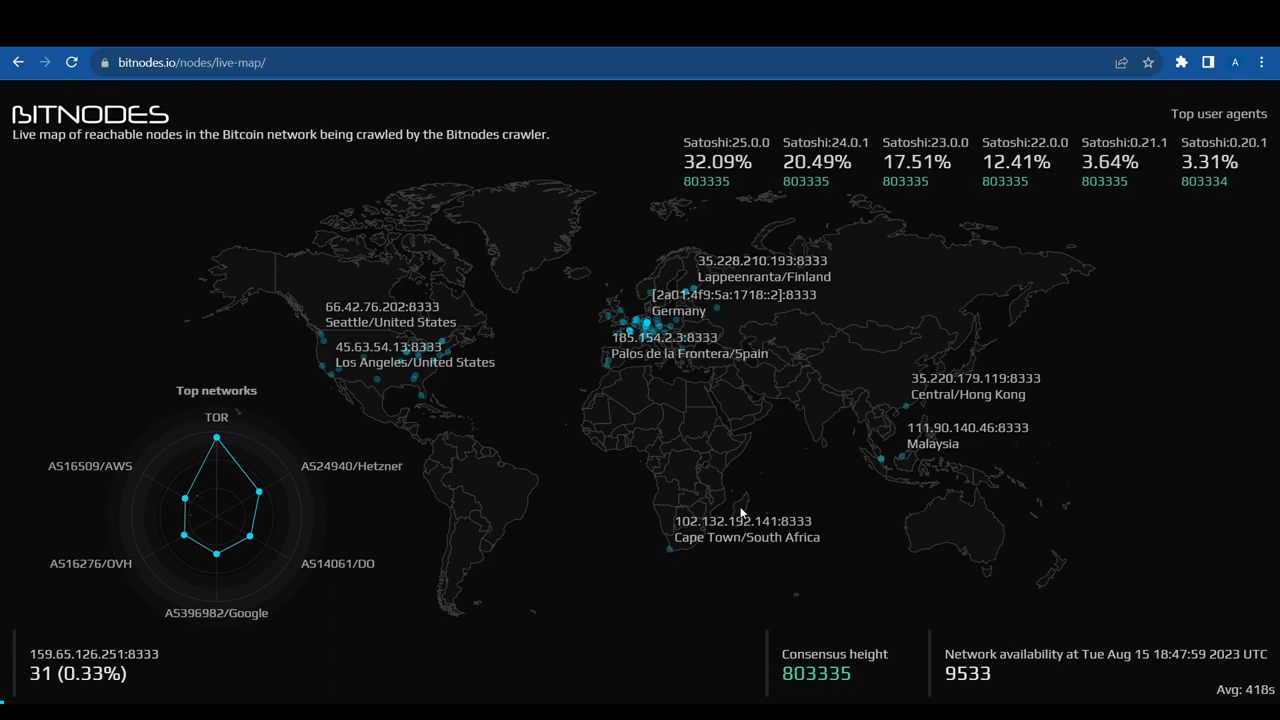 bitnodes.io/nodes/live-map/
A
BITNODES
Live map of reachable nodes in the Bitcoin network being crawled by the Bitnodes crawler.
Top user agents
Satoshi:25.0.0 Satoshi:24.0.1 Satoshi:23.0.0 Satoshi:22.0.0 Satoshi:0.21.1 Satoshi:0.20.1
32.09% 20.49% 17.51% 12.41% 3.64% 3.31%
803335 803335 803335 803335 803335 803334
35.228.210.193:8333
Lappeenranta/Finland
[2a01:4f9:5a:1718::2]:8333
Germany
66.42.76.202:8333
Seattle/United States
185.154.2.3:8333
Palos de la Frontera/Spain
45.63.54.13:8333
Los Angeles/United States
35.220.179.119:8333
Central/Hong Kong
111.90.140.46:8333
Malaysia
102.132.192.141:8333
Cape Town/South Africa
Top networks
TOR
AS16509/AWS AS24940/Hetzner
AS16276/OVH AS14061/DO
AS396982/Google
159.65.126.251:8333
31 (0.33%)
Consensus height
803335
Network availability at Tue Aug 15 18:47:59 2023 UTC
9533
Avg: 418s